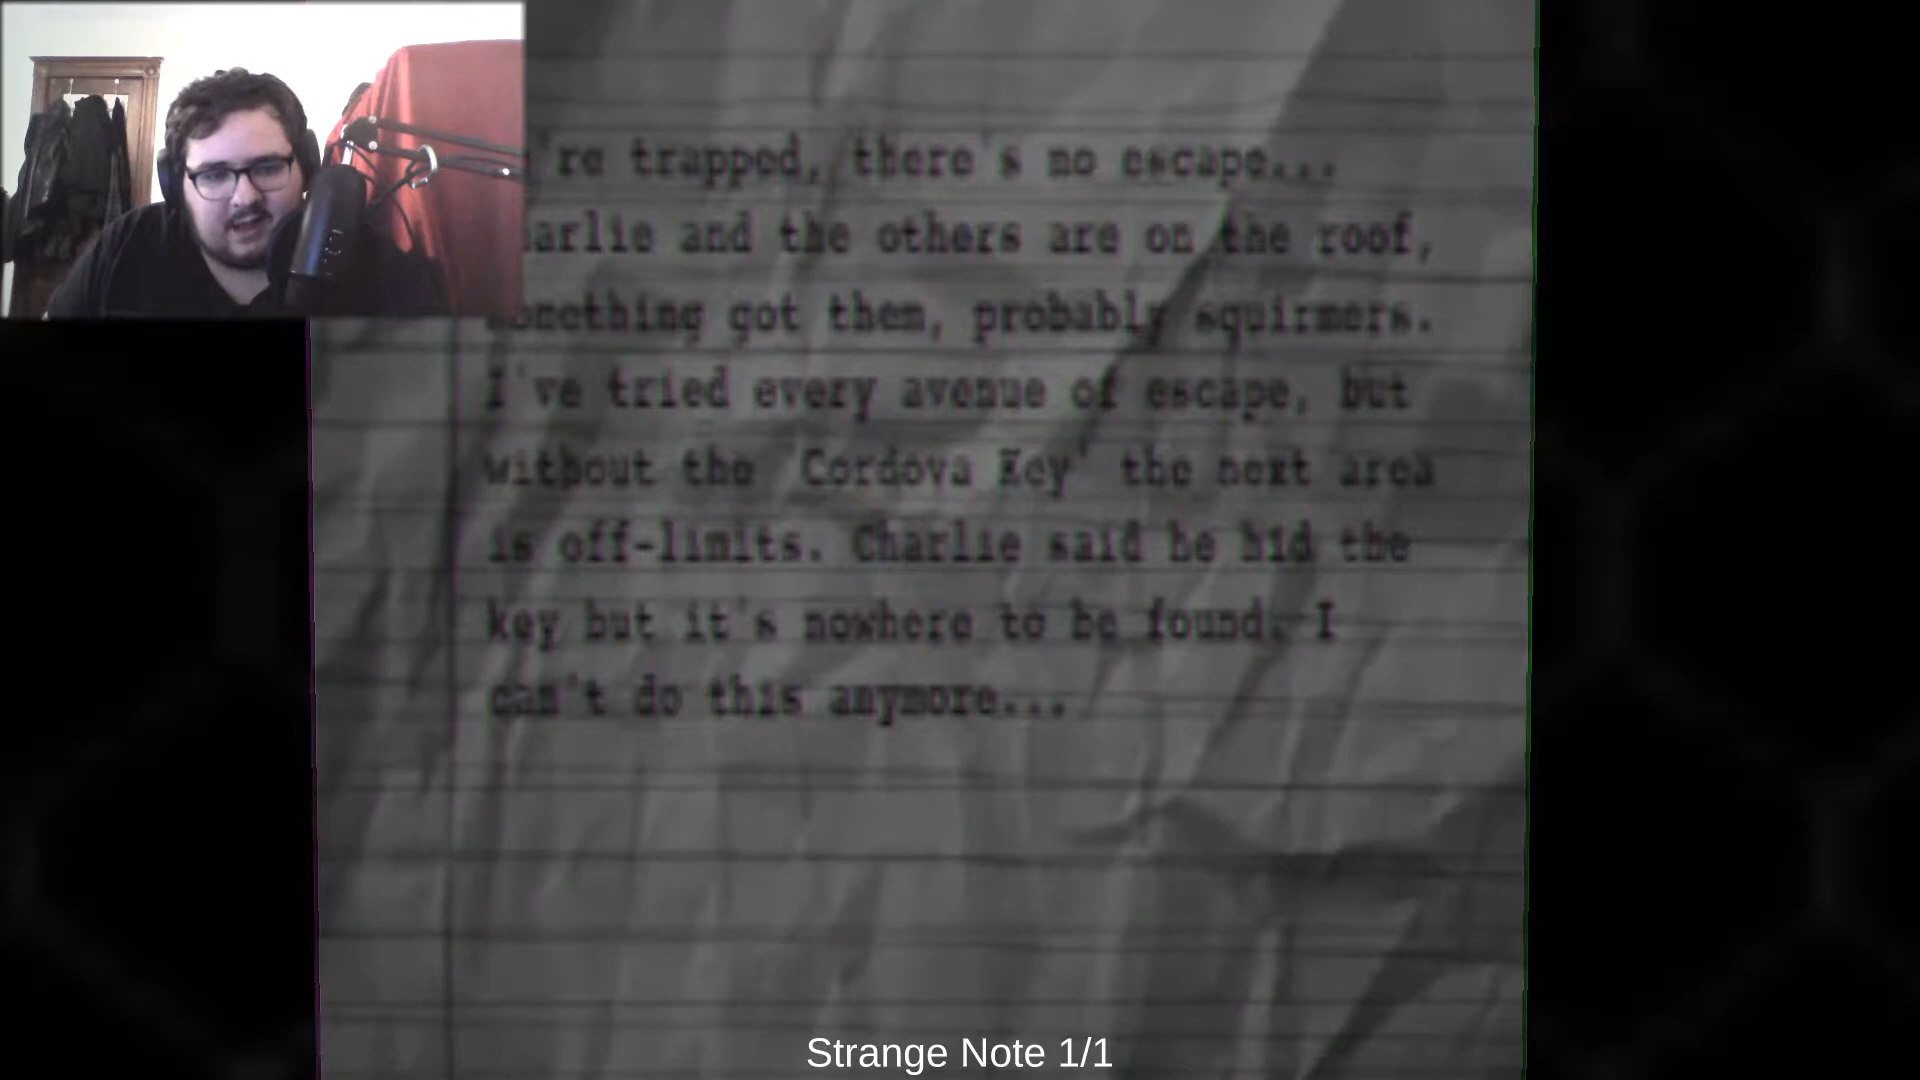 're trapped, there's no escape...
arlie and the others are on the roof,
something got them, probably squirmers.
I've tried every avenue of escape, but
without the 'Cordova Key' the next area
is off-limits. Charlie said he hid the
key but it's nowhere to be found. I
can't do this anymore...
Strange Note 1/1